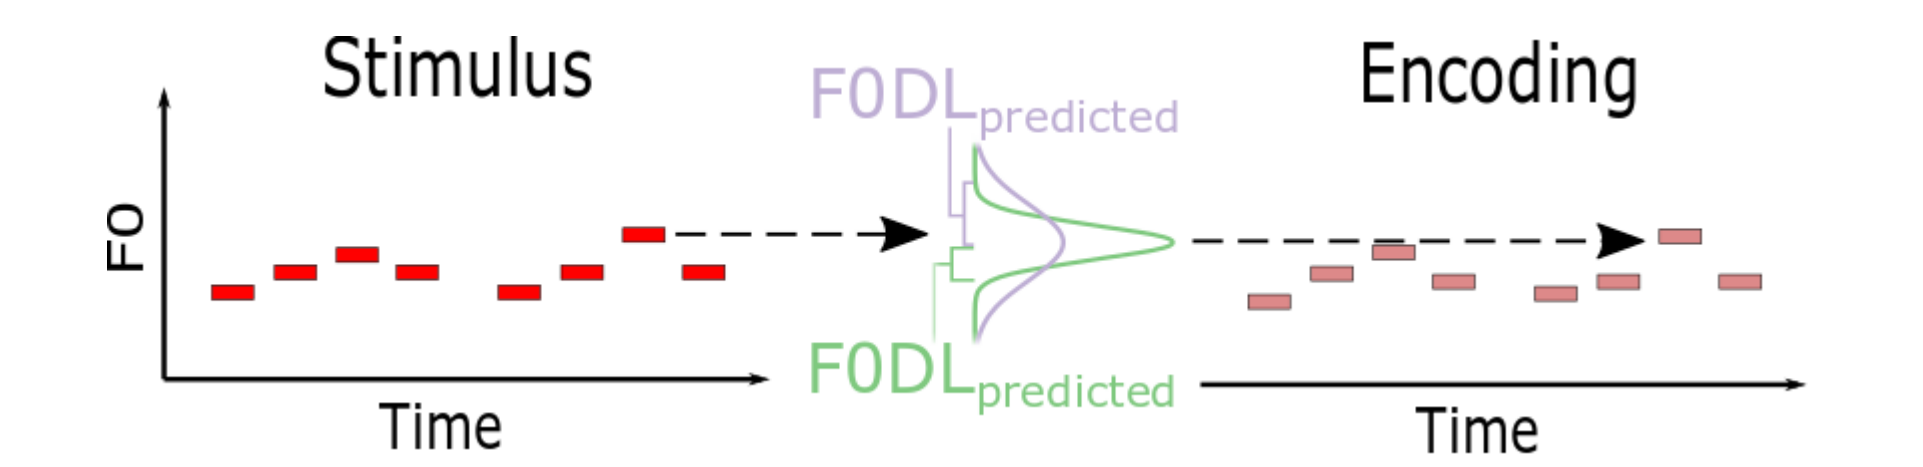 Stimulus
F0
Time
F0DLpredicted
F0DLpredicted
Encoding
Time